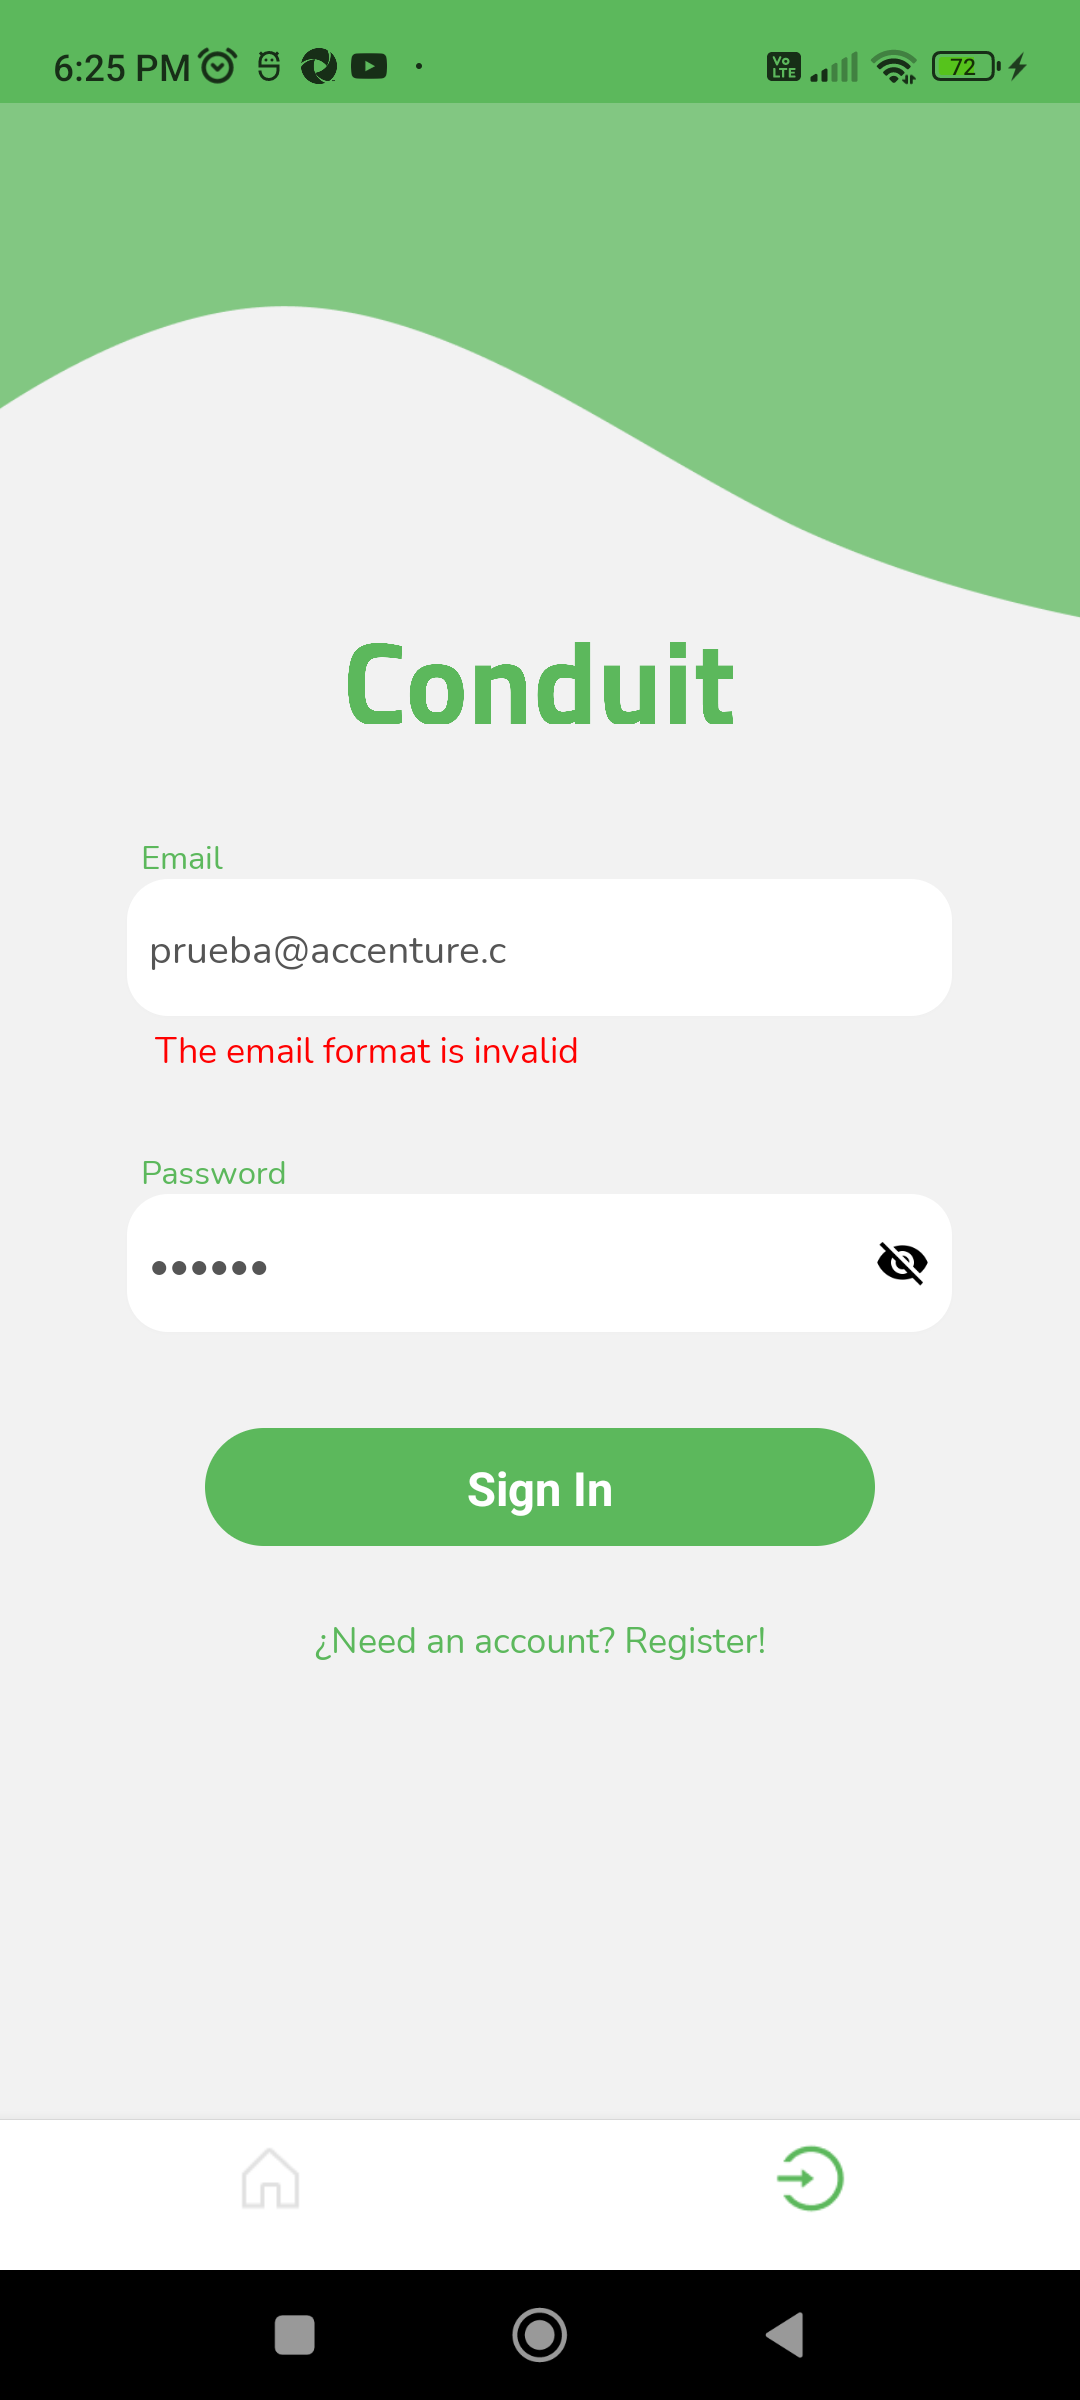 6:25 PM
Vo LTE
72
Conduit
Email
prueba@accenture.c
The email format is invalid
Password
••••••
Sign In
¿Need an account? Register!